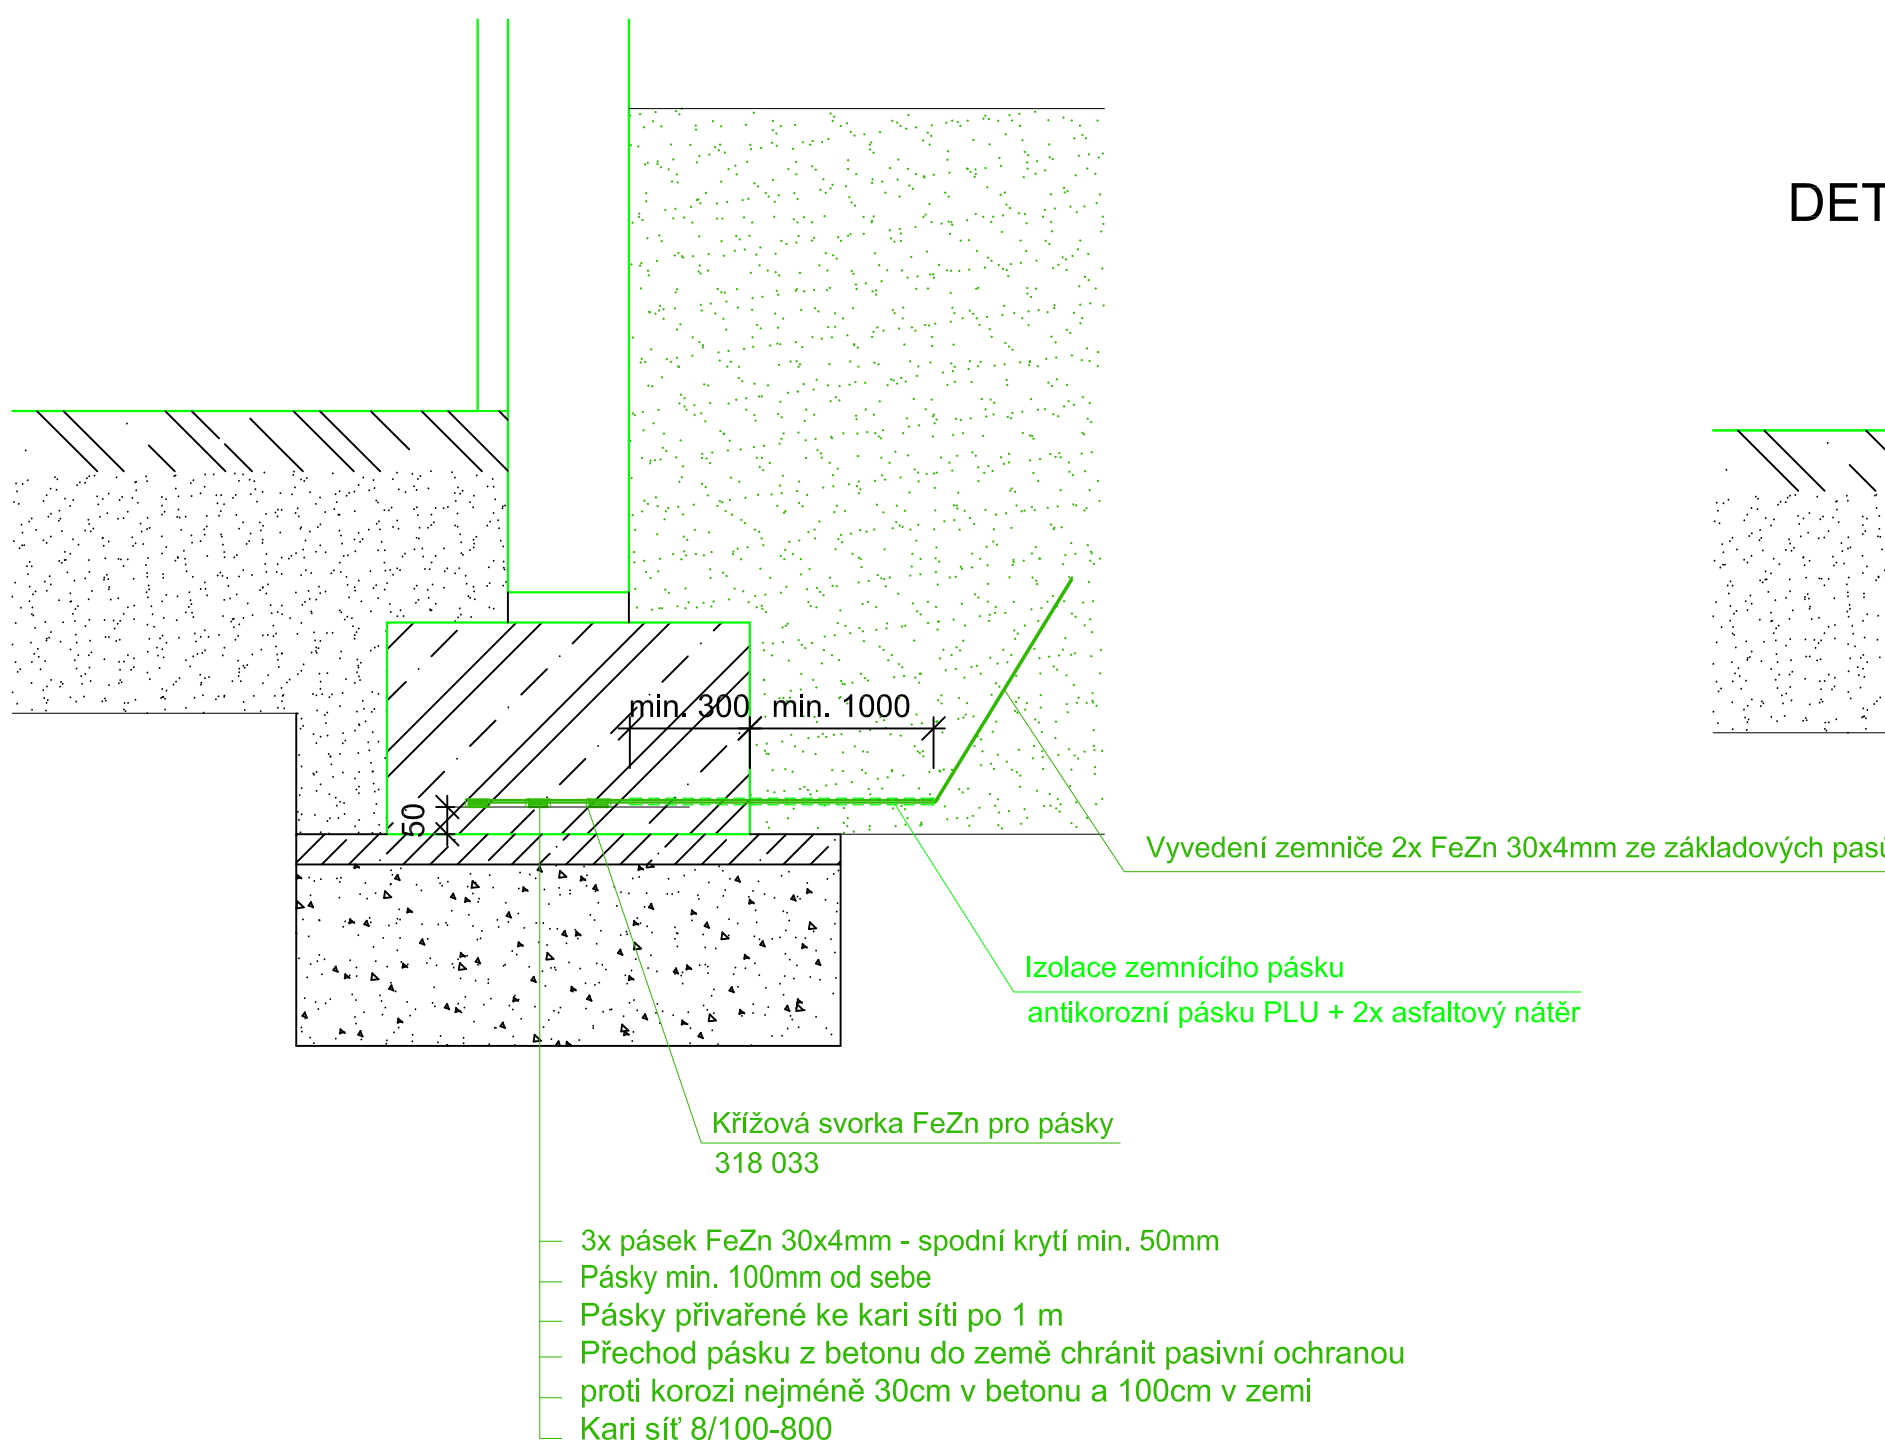 DET
min. 300
min. 1000
50
Vyvedení zemniče 2x FeZn 30x4mm ze základových pasů
Izolace zemnícího pásku
antikorozní pásku PLU + 2x asfaltový nátěr
Křížová svorka FeZn pro pásky
318 033
3x pásek FeZn 30x4mm - spodní krytí min. 50mm
Pásky min. 100mm od sebe
Pásky přivařené ke kari síti po 1 m
Přechod pásku z betonu do země chránit pasivní ochranou
proti korozi nejméně 30cm v betonu a 100cm v zemi
Kari síť 8/100-800